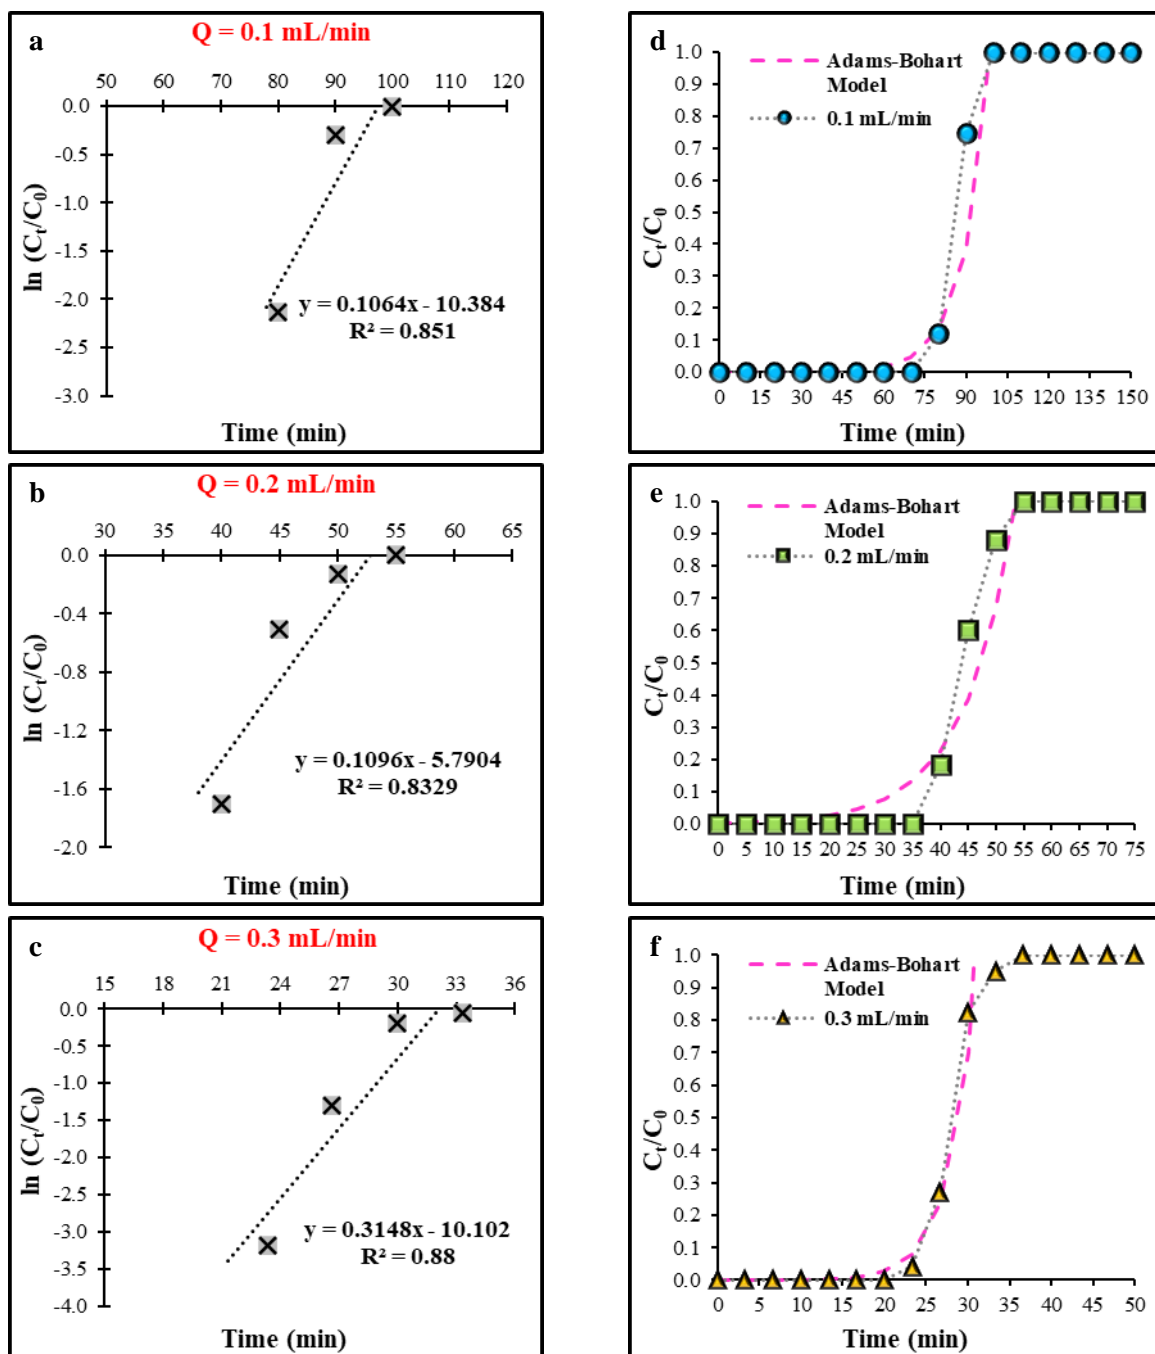 a
Q = 0.1 mL/min
50 60 70 80 90 100 110 120
0.0
-0.5
-1.0
-1.5
-2.0
-2.5
-3.0
ln (Ct/C0)
y = 0.1064x - 10.384
R² = 0.851
Time (min)
d
Adams-Bohart
Model
0.1 mL/min
1.0
0.9
0.8
0.7
0.6
0.5
0.4
0.3
0.2
0.1
0.0
Ct/C0
0 15 30 45 60 75 90 105 120 135 150
Time (min)
b
Q = 0.2 mL/min
30 35 40 45 50 55 60 65
0.0
-0.4
-0.8
-1.2
-1.6
-2.0
ln (Ct/C0)
y = 0.1096x - 5.7904
R² = 0.8329
Time (min)
e
Adams-Bohart
Model
0.2 mL/min
1.0
0.9
0.8
0.7
0.6
0.5
0.4
0.3
0.2
0.1
0.0
Ct/C0
0 5 10 15 20 25 30 35 40 45 50 55 60 65 70 75
Time (min)
c
Q = 0.3 mL/min
15 18 21 24 27 30 33 36
0.0
-0.5
-1.0
-1.5
-2.0
-2.5
-3.0
-3.5
-4.0
ln (Ct/C0)
y = 0.3148x - 10.102
R² = 0.88
Time (min)
f
Adams-Bohart
Model
0.3 mL/min
1.0
0.9
0.8
0.7
0.6
0.5
0.4
0.3
0.2
0.1
0.0
Ct/C0
0 5 10 15 20 25 30 35 40 45 50
Time (min)